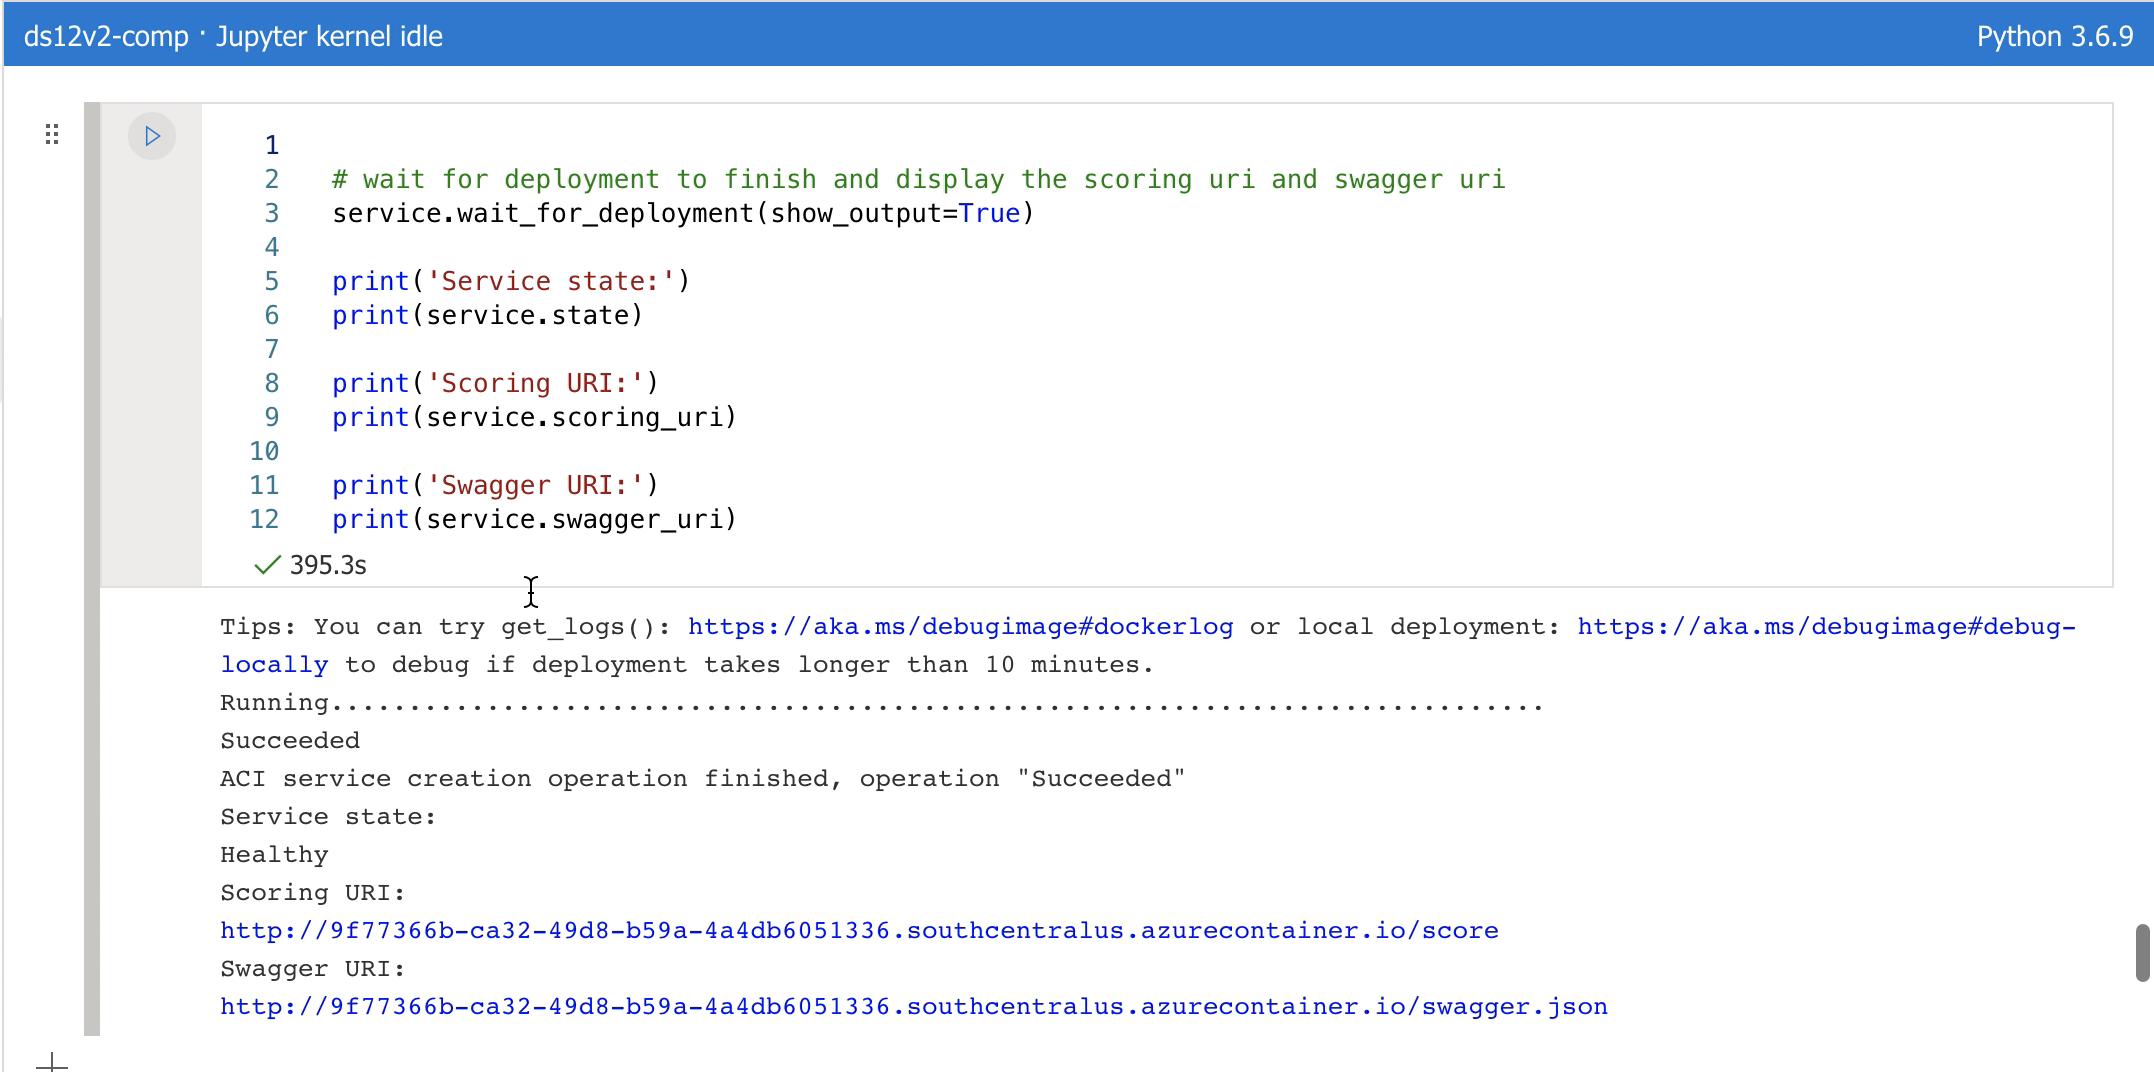 ds12v2-comp · Jupyter kernel idle
Python 3.6.9
1
2 # wait for deployment to finish and display the scoring uri and swagger uri
3 service.wait_for_deployment(show_output=True)
4
5 print('Service state:')
6 print(service.state)
7
8 print('Scoring URI:')
9 print(service.scoring_uri)
10
11 print('Swagger URI:')
12 print(service.swagger_uri)
395.3s
Tips: You can try get_logs(): https://aka.ms/debugimage#dockerlog or local deployment: https://aka.ms/debugimage#debug-
locally to debug if deployment takes longer than 10 minutes.
Running..............................................................................
Succeeded
ACI service creation operation finished, operation "Succeeded"
Service state:
Healthy
Scoring URI:
http://9f77366b-ca32-49d8-b59a-4a4db6051336.southcentralus.azurecontainer.io/score
Swagger URI:
http://9f77366b-ca32-49d8-b59a-4a4db6051336.southcentralus.azurecontainer.io/swagger.json